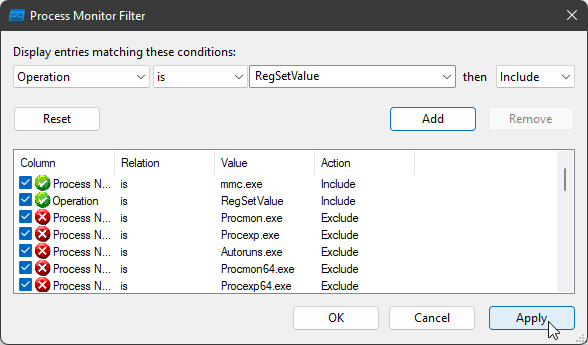 Process Monitor Filter
Display entries matching these conditions:
Operation is RegSetValue then Include
Reset Add Remove
Column Relation Value Action
Process N... is mmc.exe Include
Operation is RegSetValue Include
Process N... is Procmon.exe Exclude
Process N... is Procexp.exe Exclude
Process N... is Autoruns.exe Exclude
Process N... is Procmon64.exe Exclude
Process N... is Procexp64.exe Exclude
OK Cancel Apply